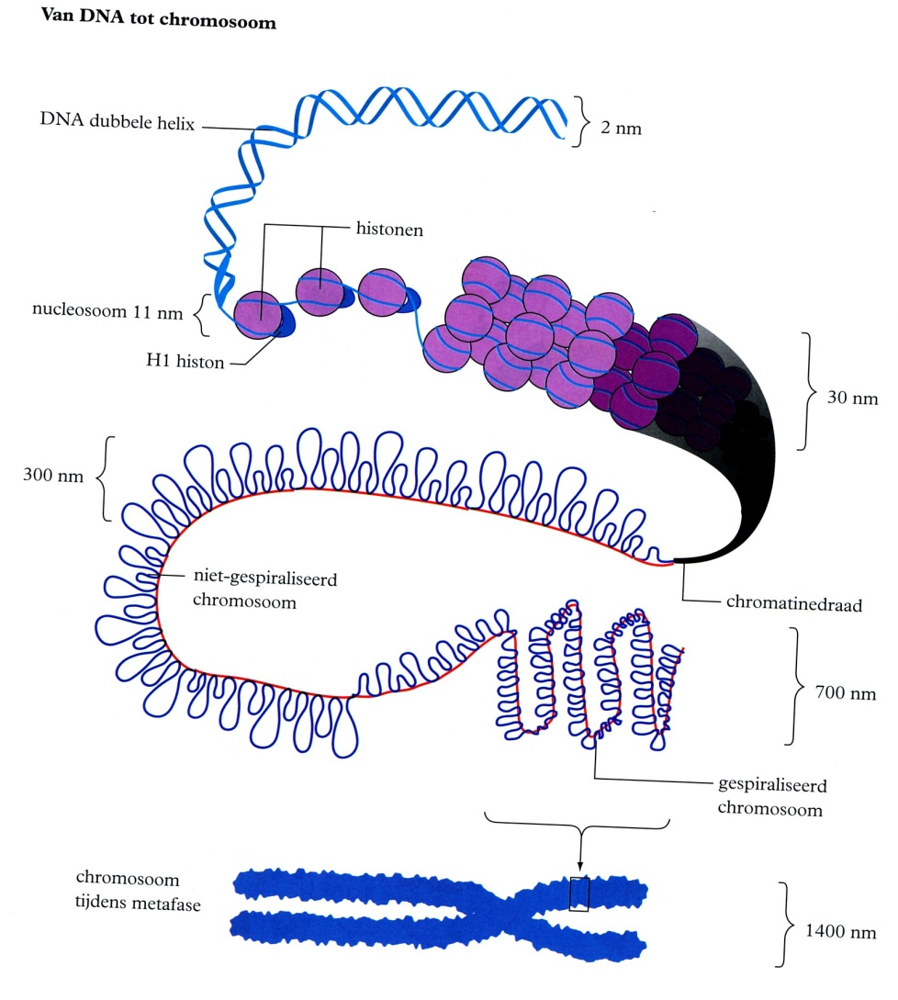 Van DNA tot chromosoom
DNA dubbele helix
2 nm
histonen
nucleosoom 11 nm
H1 histon
30 nm
300 nm
niet-gespiraliseerd
chromosoom
chromatinedraad
700 nm
gespiraliseerd
chromosoom
chromosoom
tijdens metafase
1400 nm